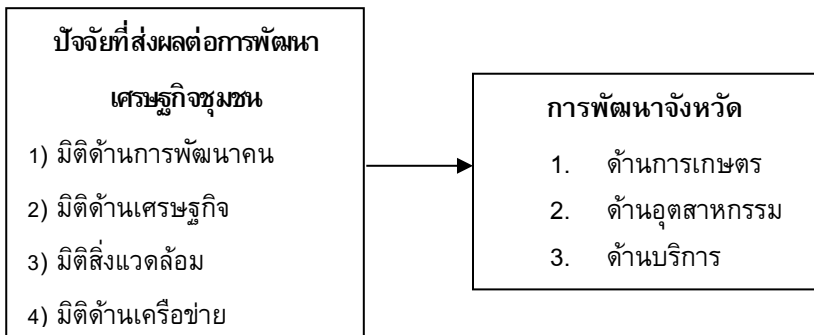 ปัจจัยที่ส่งผลต่อการพัฒนา
เศรษฐกิจชุมชน
1) มิติด้านการพัฒนาคน
2) มิติด้านเศรษฐกิจ
3) มิติสิ่งแวดล้อม
4) มิติด้านเครือข่าย
การพัฒนาจังหวัด
1. ด้านการเกษตร
2. ด้านอุตสาหกรรม
3. ด้านบริการ